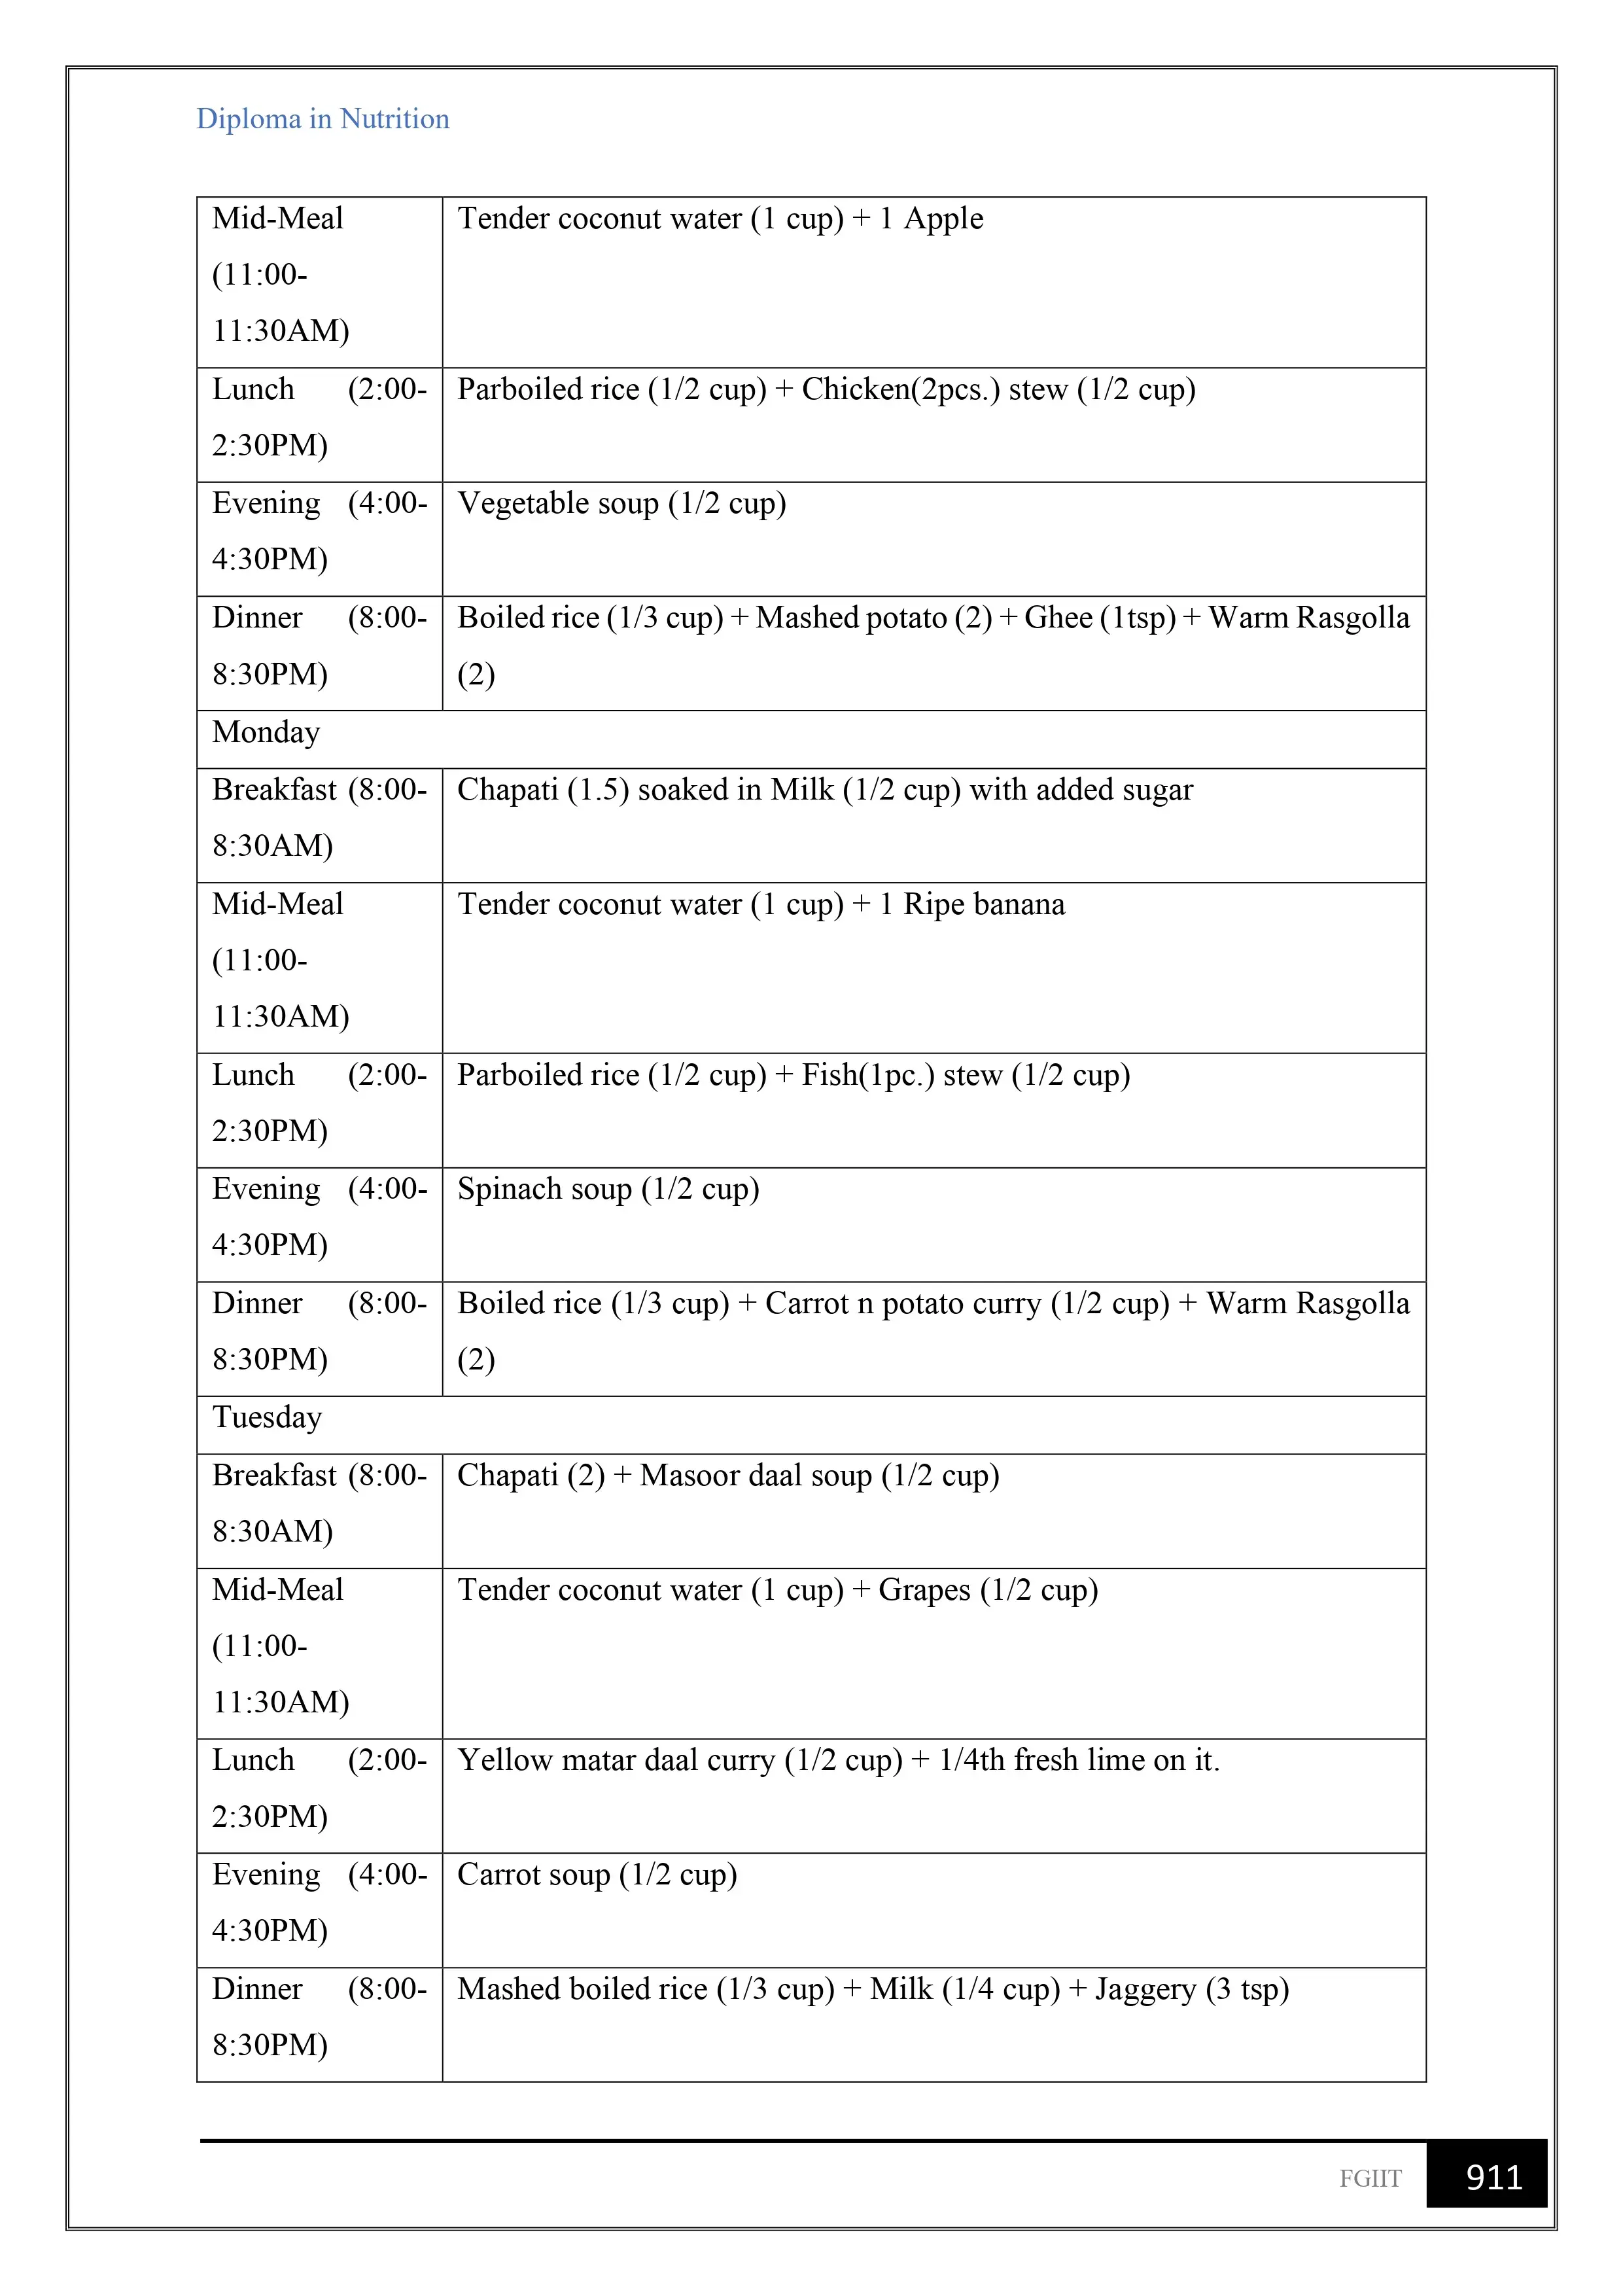 Diploma in Nutrition
Mid-Meal
(11:00-
11:30AM)
Tender coconut water (1 cup) + 1 Apple
Lunch (2:00-
2:30PM)
Parboiled rice (1/2 cup) + Chicken(2pcs.) stew (1/2 cup)
Evening (4:00-
4:30PM)
Vegetable soup (1/2 cup)
Dinner (8:00-
8:30PM)
Boiled rice (1/3 cup) + Mashed potato (2) + Ghee (1tsp) + Warm Rasgolla
(2)
Monday
Breakfast (8:00-
8:30AM)
Chapati (1.5) soaked in Milk (1/2 cup) with added sugar
Mid-Meal
(11:00-
11:30AM)
Tender coconut water (1 cup) + 1 Ripe banana
Lunch (2:00-
2:30PM)
Parboiled rice (1/2 cup) + Fish(1pc.) stew (1/2 cup)
Evening (4:00-
4:30PM)
Spinach soup (1/2 cup)
Dinner (8:00-
8:30PM)
Boiled rice (1/3 cup) + Carrot n potato curry (1/2 cup) + Warm Rasgolla
(2)
Tuesday
Breakfast (8:00-
8:30AM)
Chapati (2) + Masoor daal soup (1/2 cup)
Mid-Meal
(11:00-
11:30AM)
Tender coconut water (1 cup) + Grapes (1/2 cup)
Lunch (2:00-
2:30PM)
Yellow matar daal curry (1/2 cup) + 1/4th fresh lime on it.
Evening (4:00-
4:30PM)
Carrot soup (1/2 cup)
Dinner (8:00-
8:30PM)
Mashed boiled rice (1/3 cup) + Milk (1/4 cup) + Jaggery (3 tsp)
FGIIT 911